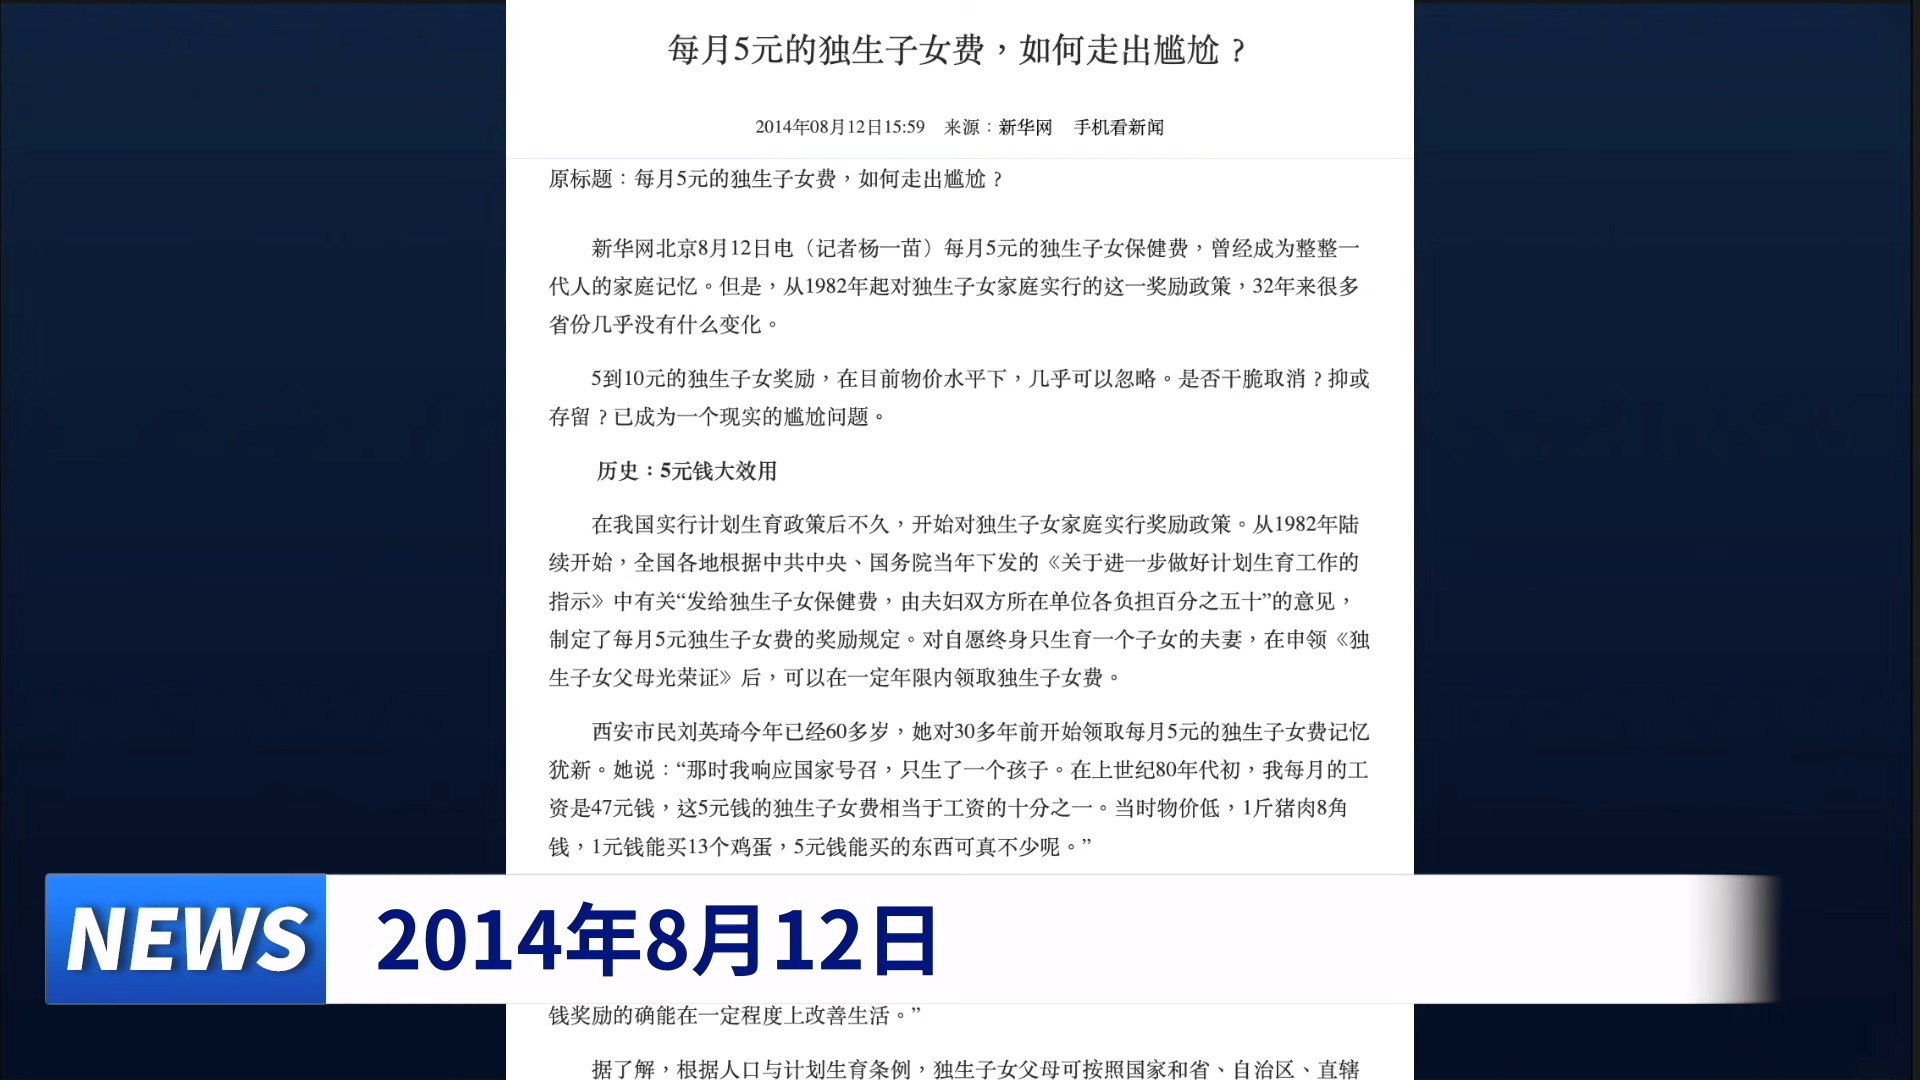 每月5元的独生子女费，如何走出尴尬？
2014年08月12日15:59 来源：新华网 手机看新闻
原标题：每月5元的独生子女费，如何走出尴尬？
新华网北京8月12日电（记者杨一苗）每月5元的独生子女保健费，曾经成为整整一
代人的家庭记忆。但是，从1982年起对独生子女家庭实行的这一奖励政策，32年来很多
省份几乎没有什么变化。
5到10元的独生子女奖励，在目前物价水平下，几乎可以忽略。是否干脆取消？抑或
存留？已成为一个现实的尴尬问题。
历史：5元钱大效用
在我国实行计划生育政策后不久，开始对独生子女家庭实行奖励政策。从1982年陆
续开始，全国各地根据中共中央、国务院当年下发的《关于进一步做好计划生育工作的
指示》中有关“发给独生子女保健费，由夫妇双方所在单位各负担百分之五十”的意见，
制定了每月5元独生子女费的奖励规定。对自愿终身只生育一个子女的夫妻，在申领《独
生子女父母光荣证》后，可以在一定年限内领取独生子女费。
西安市民刘英琦今年已经60多岁，她对30多年前开始领取每月5元的独生子女费记忆
犹新。她说：“那时我响应国家号召，只生了一个孩子。在上世纪80年代初，我每月的工
资是47元钱，这5元钱的独生子女费相当于工资的十分之一。当时物价低，1斤猪肉8角
钱，1元钱能买13个鸡蛋，5元钱能买的东西可真不少呢。”
NEWS 2014年8月12日
钱奖励的确能在一定程度上改善生活。”
据了解，根据人口与计划生育条例，独生子女父母可按照国家和省、自治区、直辖